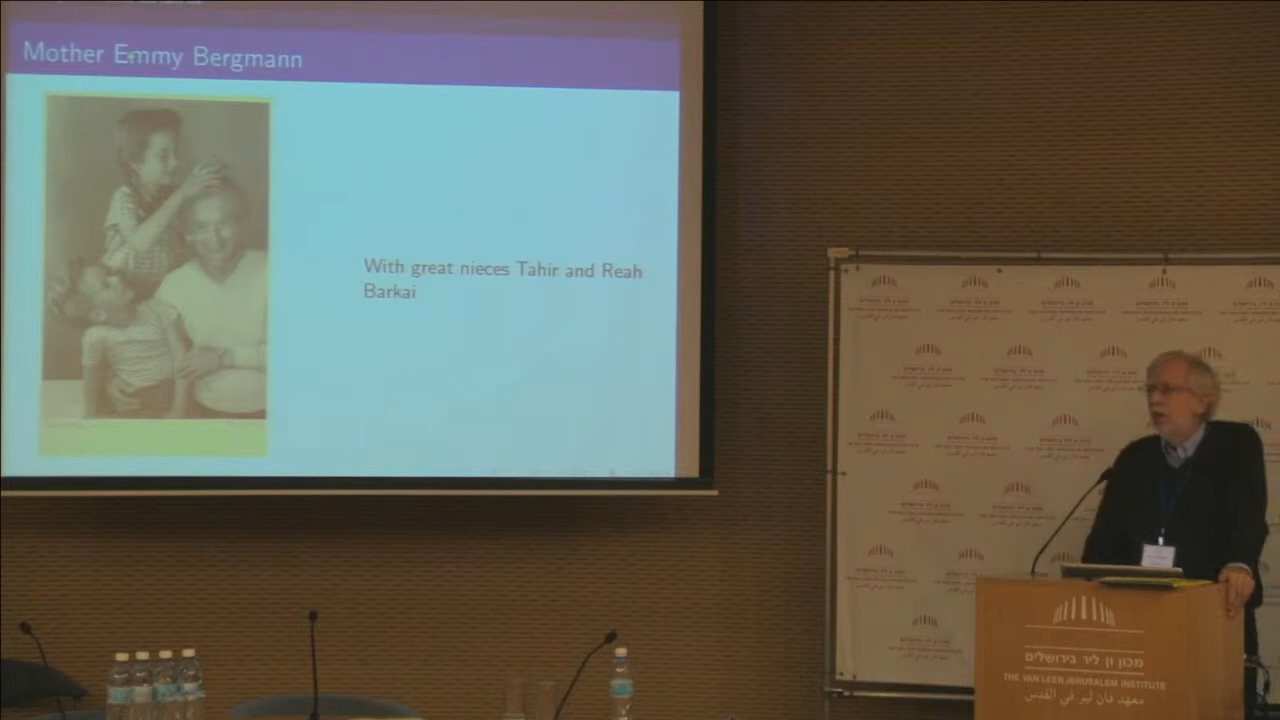 Mother Emmy Bergmann
With great nieces Tahir and Reah
Barkai
מכון ון ליר בירושלים
THE VAN LEER JERUSALEM INSTITUTE
معهد فان لير في القدس